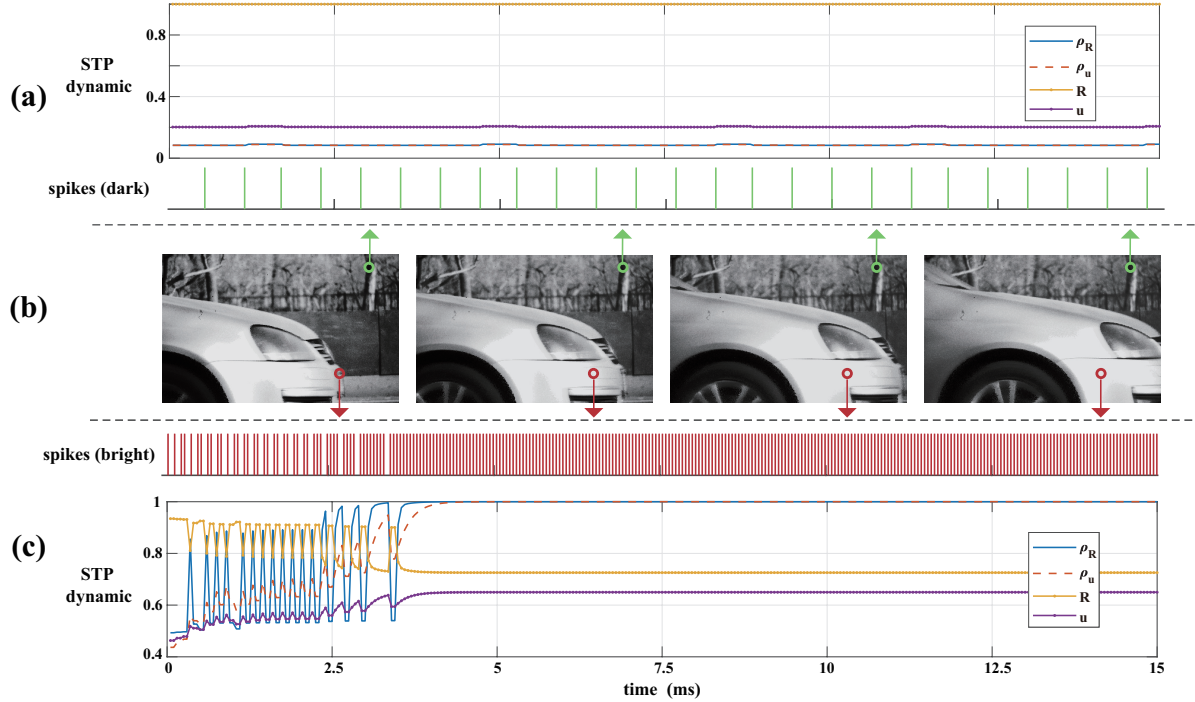 0.8
STP
dynamic
(a)
0.4
0
ρR
ρu
R
u
spikes (dark)
(b)
spikes (bright)
1
(c)
0.8
STP
dynamic
0.6
0.4
ρR
ρu
R
u
0
2.5
5
7.5
10
12.5
15
time (ms)